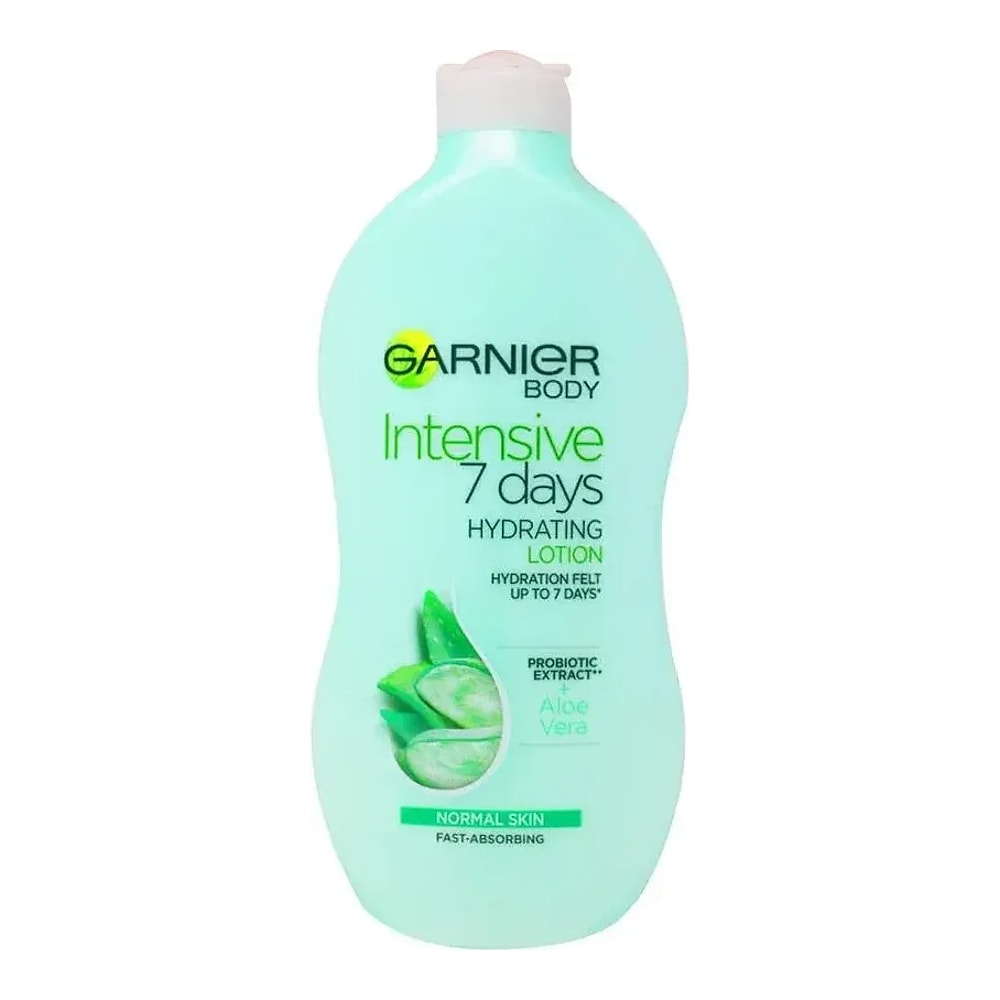 GARNIER
BODY
Intensive
7 days
HYDRATING
LOTION
HYDRATION FELT
UP TO 7 DAYS*
PROBIOTIC
EXTRACT**
+
Aloe
Vera
NORMAL SKIN
FAST-ABSORBING